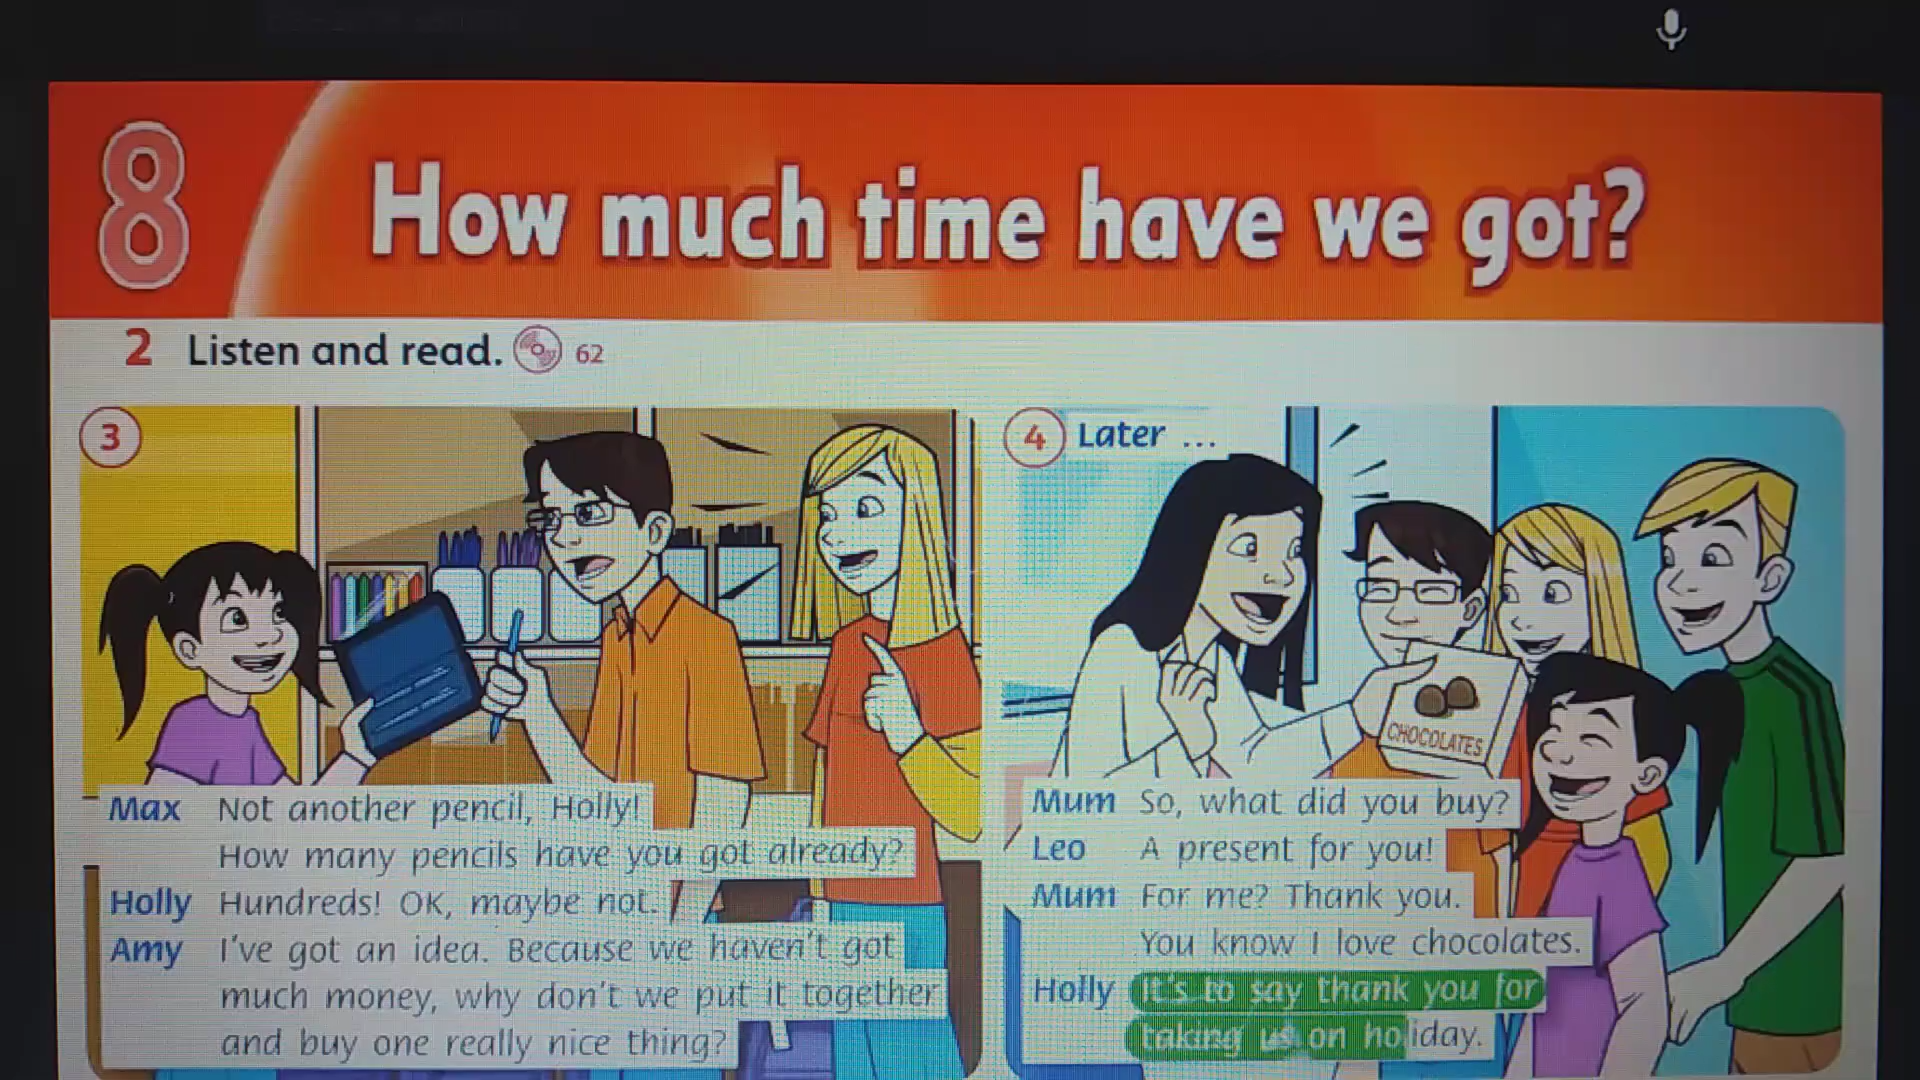 8
How much time have we got?
2 Listen and read. 62
3
Max Not another pencil, Holly!
How many pencils have you got already?
Holly Hundreds! OK, maybe not.
Amy I've got an idea. Because we haven't got
much money, why don't we put it together
and buy one really nice thing?
4 Later ...
CHOCOLATES
Mum So, what did you buy?
Leo A present for you!
Mum For me? Thank you.
You know I love chocolates.
Holly It's to say thank you for
taking us on holiday.